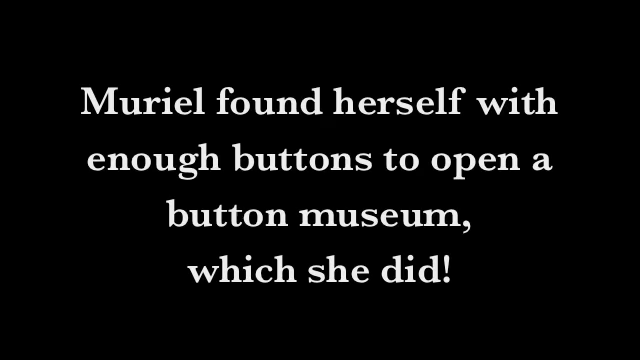 Muriel found herself with
enough buttons to open a
button museum,
which she did!